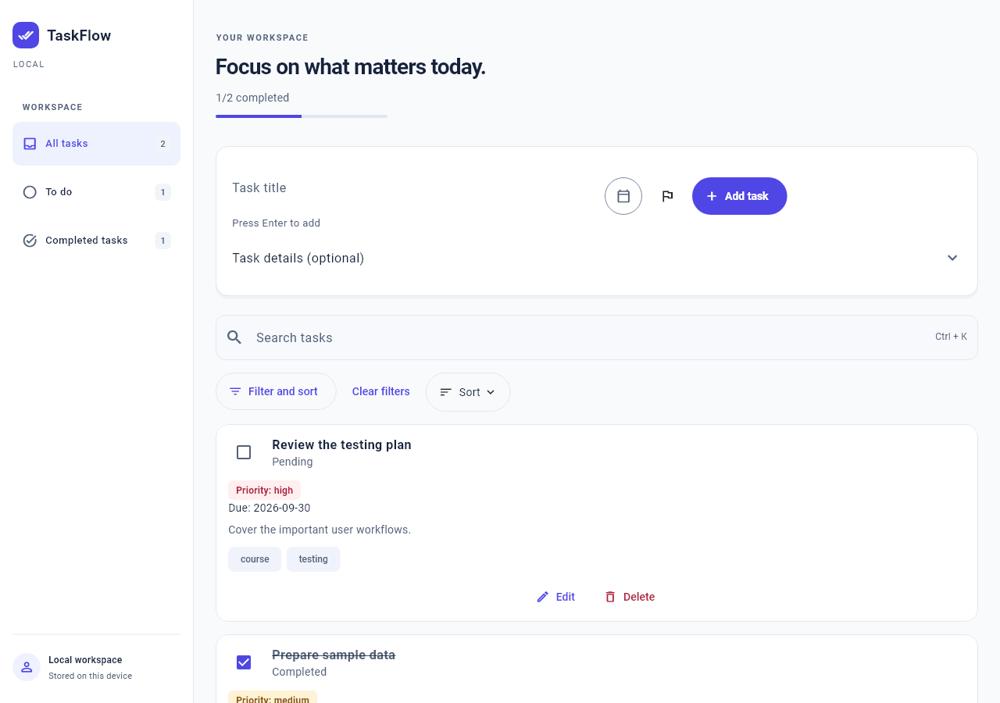 TaskFlow
LOCAL
WORKSPACE
All tasks 2
To do 1
Completed tasks 1
Local workspace
Stored on this device
YOUR WORKSPACE
Focus on what matters today.
1/2 completed
Task title
Add task
Press Enter to add
Task details (optional)
Search tasks Ctrl + K
Filter and sort Clear filters Sort
Review the testing plan
Pending
Priority: high
Due: 2026-09-30
Cover the important user workflows.
course testing
Edit Delete
Prepare sample data
Completed
Priority: medium